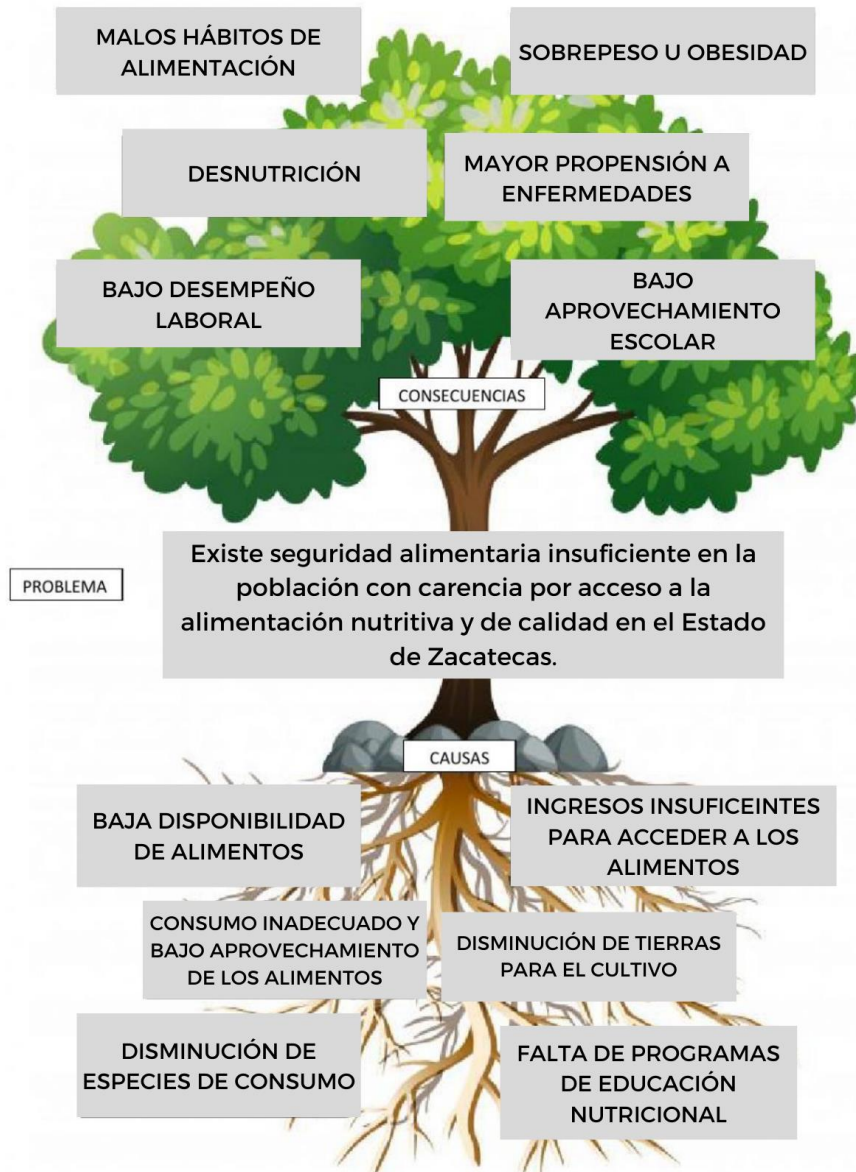 MALOS HÁBITOS DE
ALIMENTACIÓN
SOBREPESO U OBESIDAD
DESNUTRICIÓN
MAYOR PROPENSIÓN A
ENFERMEDADES
BAJO DESEMPEÑO
LABORAL
BAJO
APROVECHAMIENTO
ESCOLAR
CONSECUENCIAS
PROBLEMA
Existe seguridad alimentaria insuficiente en la
población con carencia por acceso a la
alimentación nutritiva y de calidad en el Estado
de Zacatecas.
CAUSAS
BAJA DISPONIBILIDAD
DE ALIMENTOS
INGRESOS INSUFICEINTES
PARA ACCEDER A LOS
ALIMENTOS
CONSUMO INADECUADO Y
BAJO APROVECHAMIENTO
DE LOS ALIMENTOS
DISMINUCIÓN DE TIERRAS
PARA EL CULTIVO
DISMINUCIÓN DE
ESPECIES DE CONSUMO
FALTA DE PROGRAMAS
DE EDUCACIÓN
NUTRICIONAL